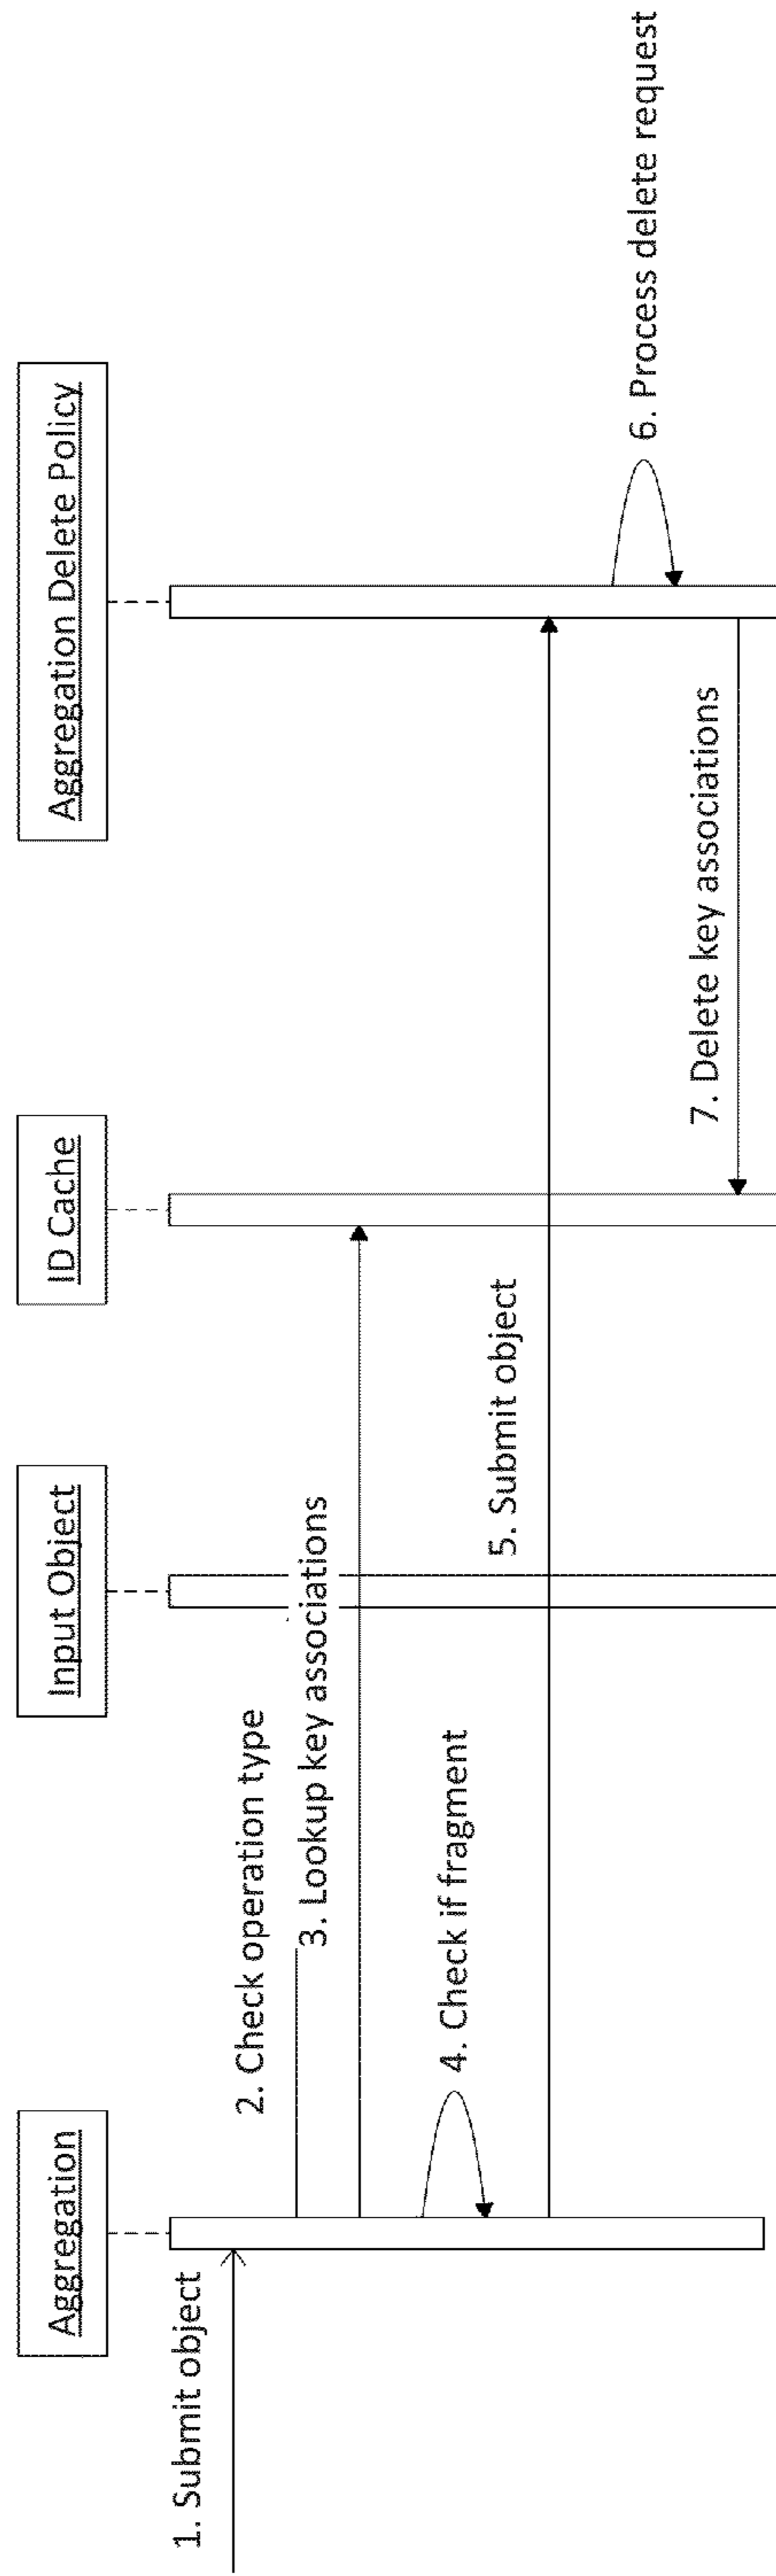 Aggregation
Input Object
ID Cache
Aggregation Delete Policy
1. Submit object
2. Check operation type
3. Lookup key associations
4. Check if fragment
5. Submit object
6. Process delete request
7. Delete key associations